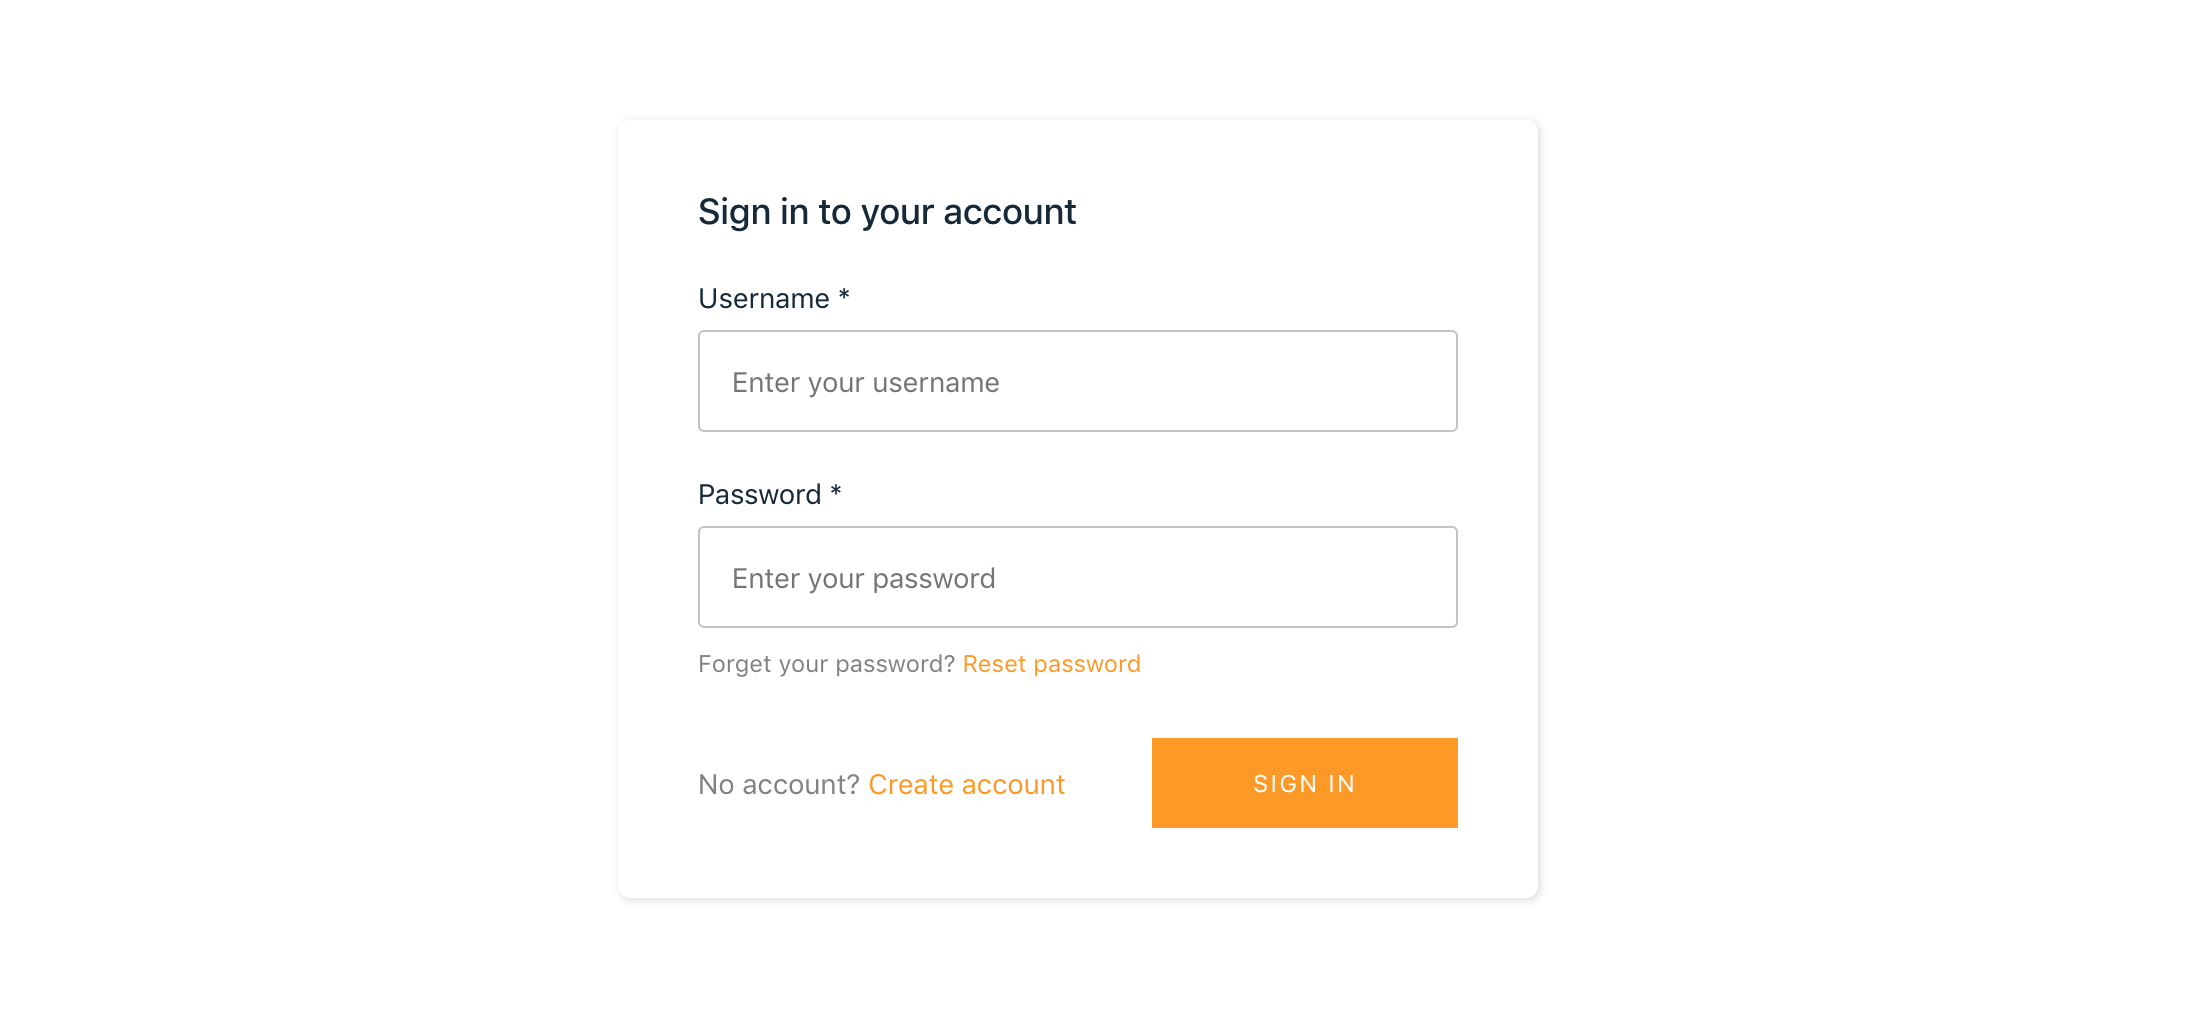 Sign in to your account
Username *
Enter your username
Password *
Enter your password
Forget your password? Reset password
No account? Create account
SIGN IN